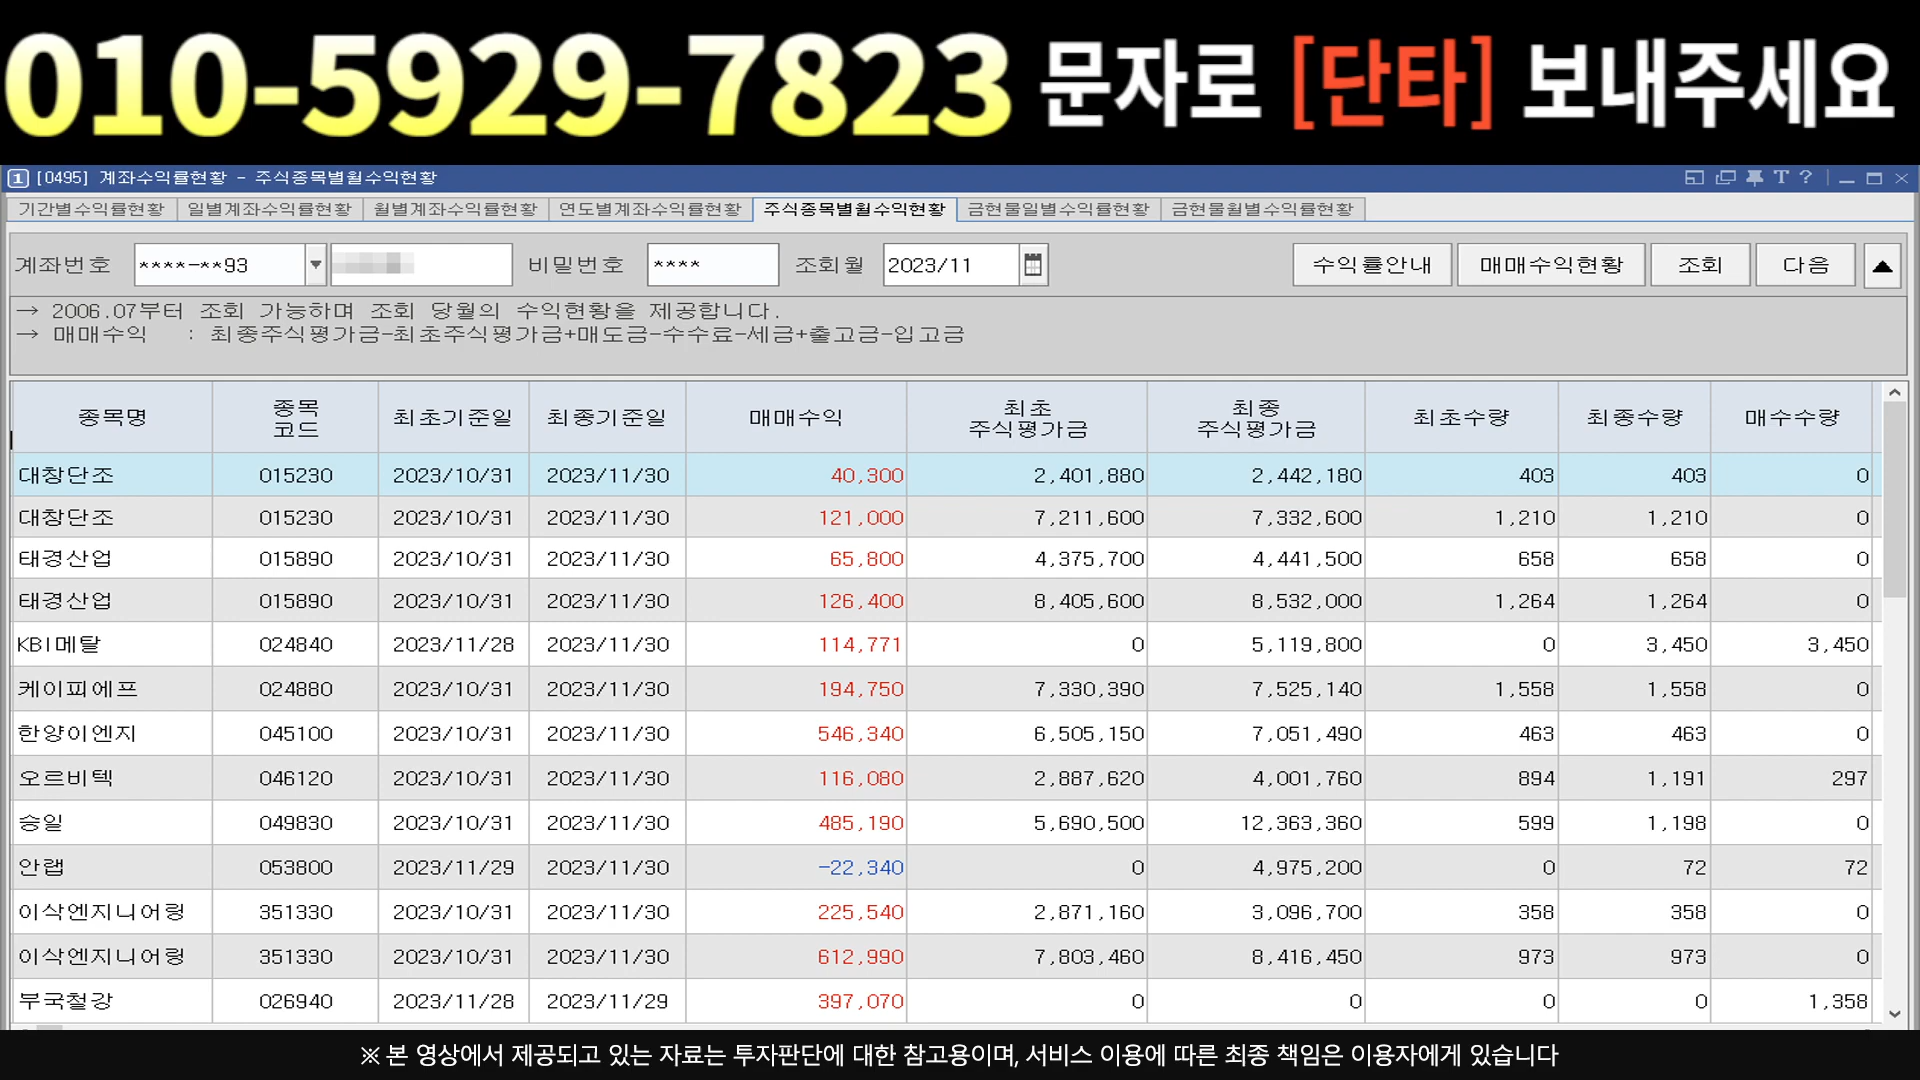 010-5929-7823 문자로 [단타] 보내주세요
1 [0495] 계좌수익률현황 - 주식종목별월수익현황 T ?
기간별수익률현황 일별계좌수익률현황 월별계좌수익률현황 연도별계좌수익률현황 주식종목별월수익현황 금현물일별수익률현황 금현물월별수익률현황
계좌번호 ****-**93 비밀번호 **** 조회월 2023/11 수익률안내 매매수익현황 조회 다음 ▲
→ 2006.07부터 조회 가능하며 조회 당월의 수익현황을 제공합니다.
→ 매매수익 : 최종주식평가금-최초주식평가금+매도금-수수료-세금+출고금-입고금
종목명 종목 코드 최초기준일 최종기준일 매매수익 최초 주식평가금 최종 주식평가금 최초수량 최종수량 매수수량
대창단조 015230 2023/10/31 2023/11/30 40,300 2,401,880 2,442,180 403 403 0
대창단조 015230 2023/10/31 2023/11/30 121,000 7,211,600 7,332,600 1,210 1,210 0
태경산업 015890 2023/10/31 2023/11/30 65,800 4,375,700 4,441,500 658 658 0
태경산업 015890 2023/10/31 2023/11/30 126,400 8,405,600 8,532,000 1,264 1,264 0
KBI메탈 024840 2023/11/28 2023/11/30 114,771 0 5,119,800 0 3,450 3,450
케이피에프 024880 2023/10/31 2023/11/30 194,750 7,330,390 7,525,140 1,558 1,558 0
한양이엔지 045100 2023/10/31 2023/11/30 546,340 6,505,150 7,051,490 463 463 0
오르비텍 046120 2023/10/31 2023/11/30 116,080 2,887,620 4,001,760 894 1,191 297
승일 049830 2023/10/31 2023/11/30 485,190 5,690,500 12,363,360 599 1,198 0
안랩 053800 2023/11/29 2023/11/30 -22,340 0 4,975,200 0 72 72
이삭엔지니어링 351330 2023/10/31 2023/11/30 225,540 2,871,160 3,096,700 358 358 0
이삭엔지니어링 351330 2023/10/31 2023/11/30 612,990 7,803,460 8,416,450 973 973 0
부국철강 026940 2023/11/28 2023/11/29 397,070 0 0 0 0 1,358
※ 본 영상에서 제공되고 있는 자료는 투자판단에 대한 참고용이며, 서비스 이용에 따른 최종 책임은 이용자에게 있습니다